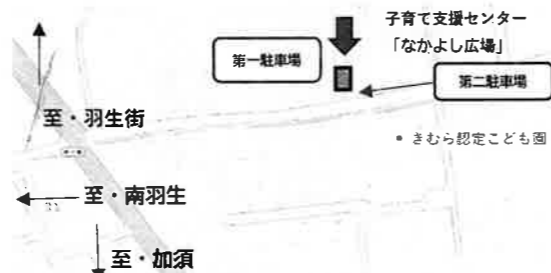 子育て支援センター
「なかよし広場」
第一駐車場
第二駐車場
至・羽生街
• きむら認定こども園
至・南羽生
至・加須